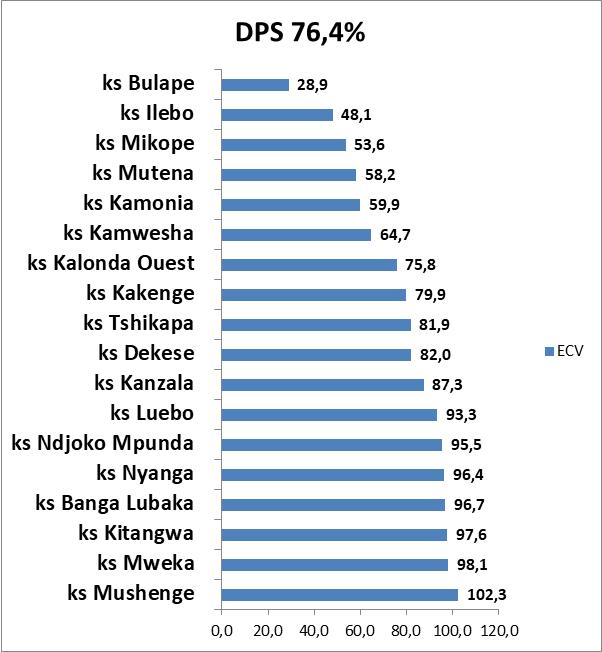 DPS 76,4%
ks Bulape 28,9
ks Ilebo 48,1
ks Mikope 53,6
ks Mutena 58,2
ks Kamonia 59,9
ks Kamwesha 64,7
ks Kalonda Ouest 75,8
ks Kakenge 79,9
ks Tshikapa 81,9
ks Dekese 82,0
ECV
ks Kanzala 87,3
ks Luebo 93,3
ks Ndjoko Mpunda 95,5
ks Nyanga 96,4
ks Banga Lubaka 96,7
ks Kitangwa 97,6
ks Mweka 98,1
ks Mushenge 102,3
0,0 20,0 40,0 60,0 80,0 100,0 120,0